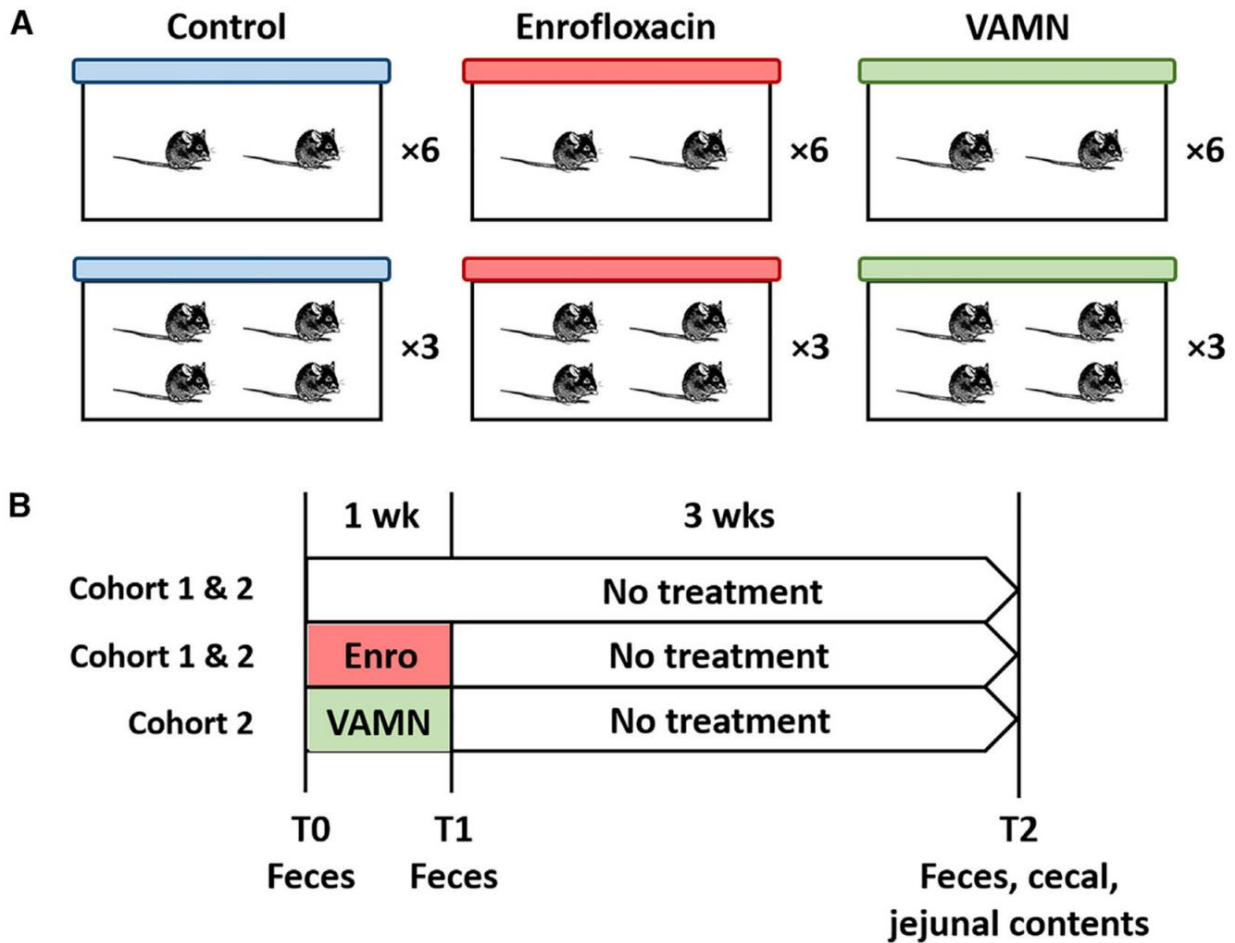 A
Control
Enrofloxacin
VAMN
×6
×6
×6
×3
×3
×3
B
1 wk
3 wks
Cohort 1 & 2
No treatment
Cohort 1 & 2
Enro
No treatment
Cohort 2
VAMN
No treatment
T0
T1
T2
Feces
Feces
Feces, cecal,
jejunal contents